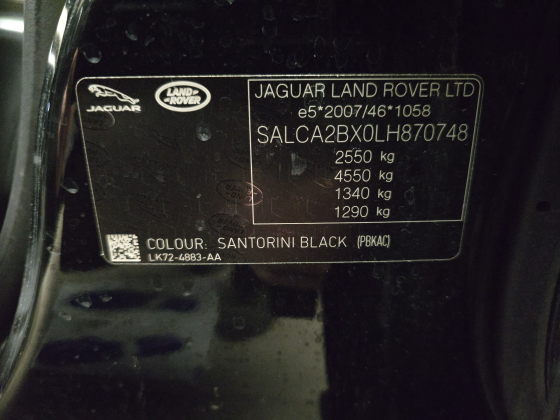 JAGUAR
LAND ROVER
JAGUAR LAND ROVER LTD
e5*2007/46*1058
SALCA2BX0LH870748
2550 kg
4550 kg
1340 kg
1290 kg
COLOUR: SANTORINI BLACK (PBKAC)
LK72-4883-AA